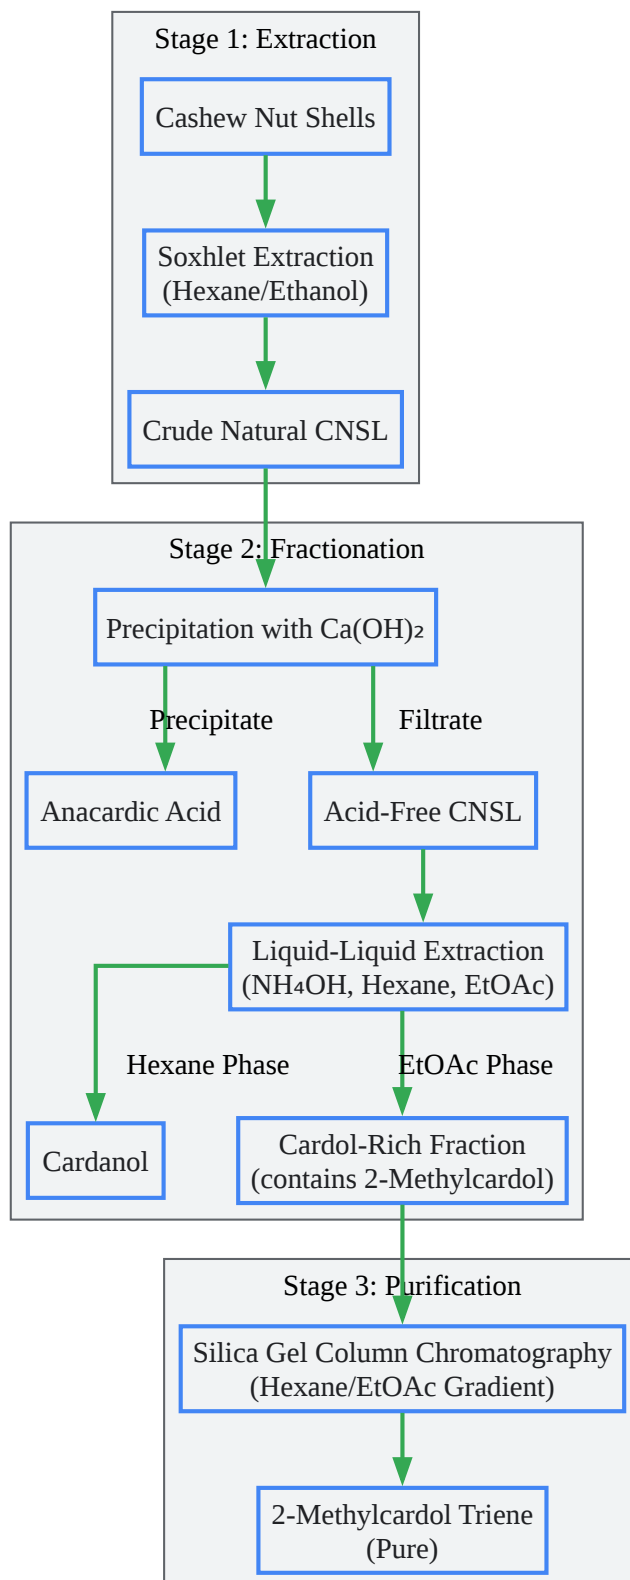 Stage 1: Extraction
Cashew Nut Shells
Soxhlet Extraction
(Hexane/Ethanol)
Crude Natural CNSL
Stage 2: Fractionation
Precipitation with Ca(OH)₂
Precipitate
Filtrate
Anacardic Acid
Acid-Free CNSL
Liquid-Liquid Extraction
(NH₄OH, Hexane, EtOAc)
Hexane Phase
EtOAc Phase
Cardanol
Cardol-Rich Fraction
(contains 2-Methylcardol)
Stage 3: Purification
Silica Gel Column Chromatography
(Hexane/EtOAc Gradient)
2-Methylcardol Triene
(Pure)